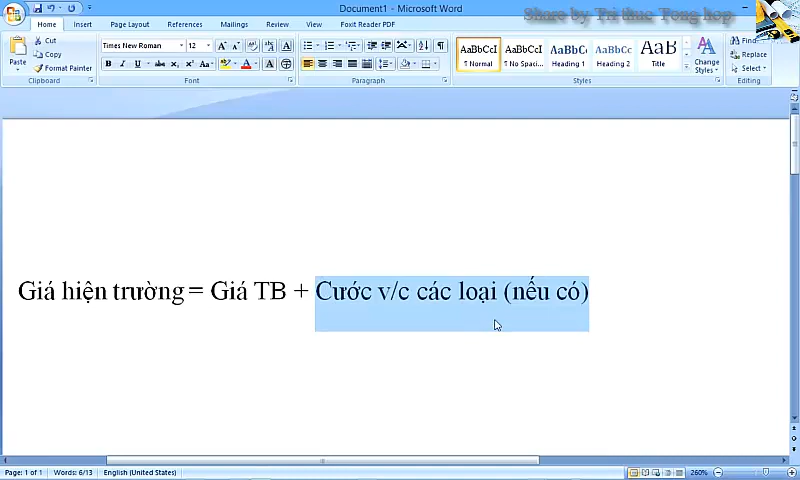 Document1 - Microsoft Word
Share by Tri thuc Tong hop
Home Insert Page Layout References Mailings Review View Foxit Reader PDF
Paste
Cut
Copy
Format Painter
Clipboard
Times New Roman 12
Font
Paragraph
AaBbCcI AaBbCcI AaBbC AaBbCc AaB
¶ Normal ¶ No Spaci... Heading 1 Heading 2 Title
Change Styles
Styles
Find
Replace
Select
Editing
Giá hiện trường = Giá TB + Cước v/c các loại (nếu có)
Page: 1 of 1 Words: 6/13 English (United States) 260%